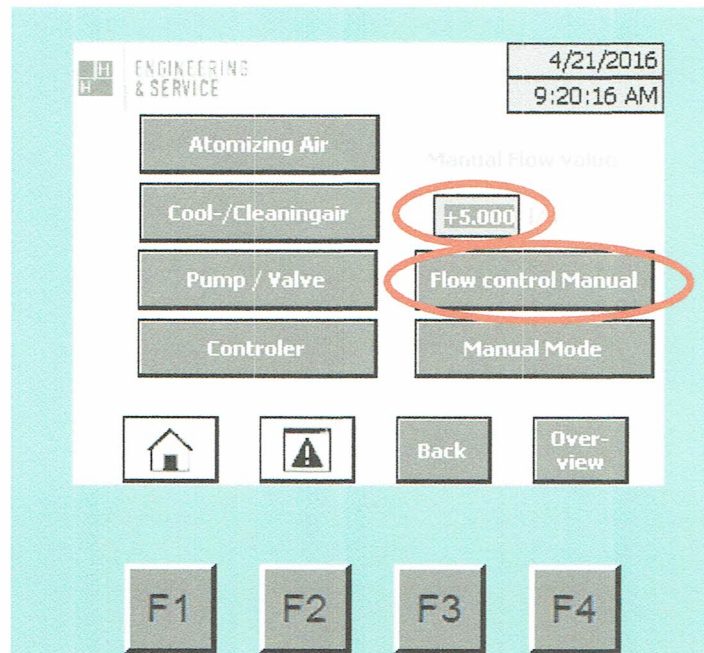 H
H
ENGINEERING
& SERVICE
4/21/2016
9:20:16 AM
Atomizing Air
Manual Flow Value
Cool-/Cleaningair
+5.000
Pump / Valve
Flow control Manual
Controler
Manual Mode
Back
Over-
view
F1
F2
F3
F4